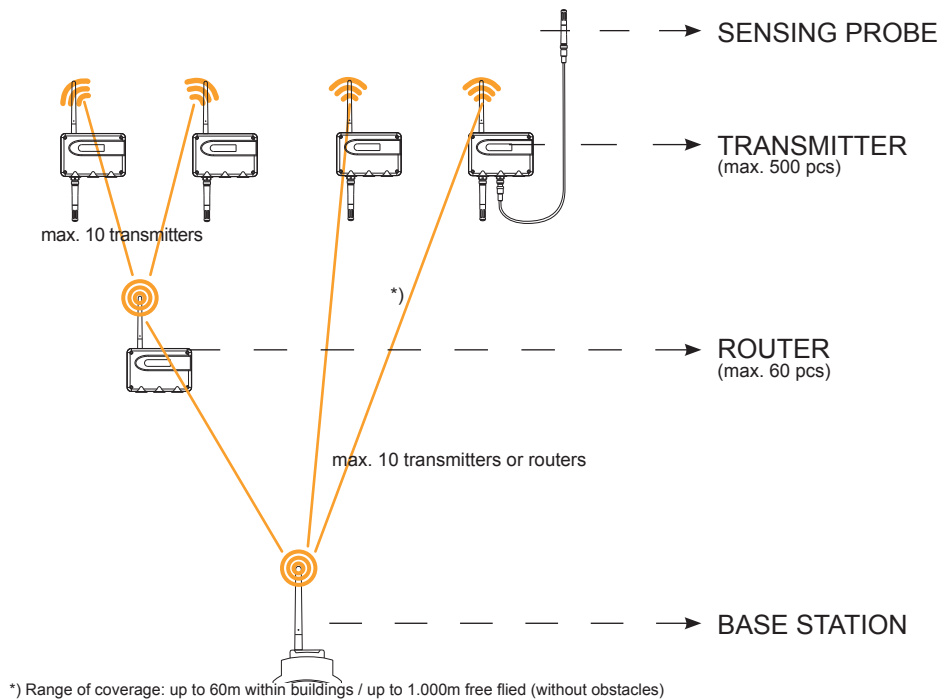 SENSING PROBE
TRANSMITTER
(max. 500 pcs)
max. 10 transmitters
*)
ROUTER
(max. 60 pcs)
max. 10 transmitters or routers
BASE STATION
*) Range of coverage: up to 60m within buildings / up to 1.000m free flied (without obstacles)